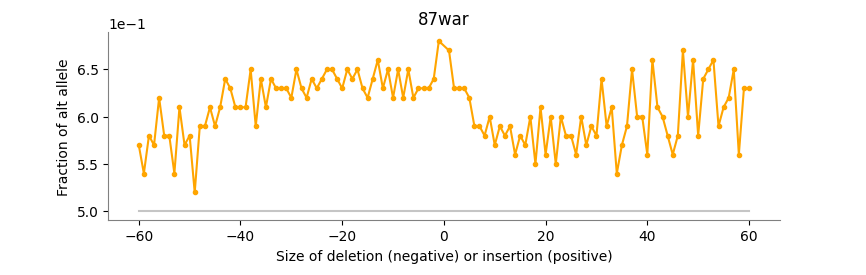 87war
1e−1
6.5
6.0
5.5
5.0
Fraction of alt allele
−60 −40 −20 0 20 40 60
Size of deletion (negative) or insertion (positive)